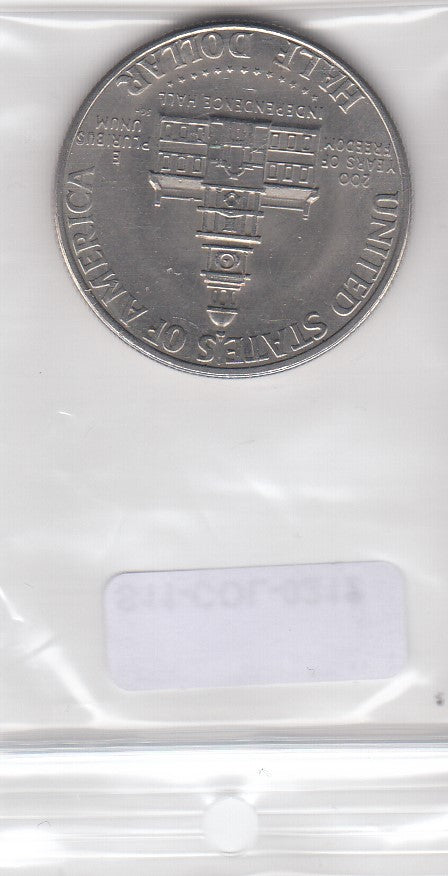 UNITED STATES OF AMERICA
200
YEARS OF
FREEDOM
E
PLURIBUS
UNUM
INDEPENDENCE HALL
HALF DOLLAR